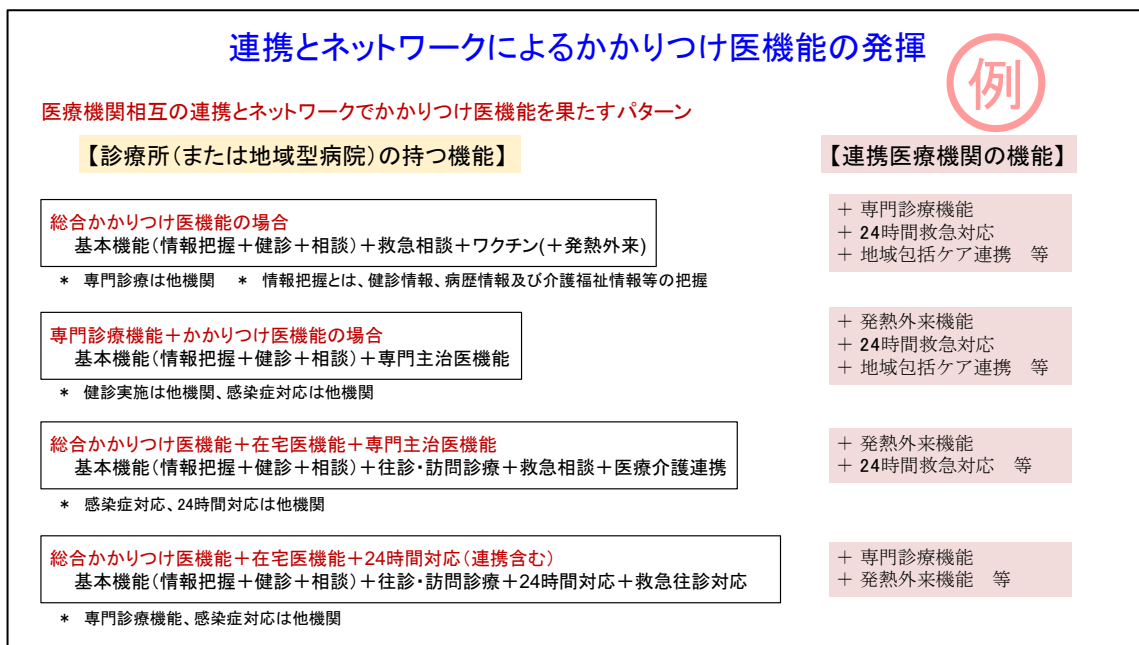 連携とネットワークによるかかりつけ医機能の発揮
例
医療機関相互の連携とネットワークでかかりつけ医機能を果たすパターン
【診療所(または地域型病院)の持つ機能】
【連携医療機関の機能】
総合かかりつけ医機能の場合
基本機能(情報把握+健診+相談)+救急相談+ワクチン(+発熱外来)
* 専門診療は他機関 * 情報把握とは、健診情報、病歴情報及び介護福祉情報等の把握
+ 専門診療機能
+ 24時間救急対応
+ 地域包括ケア連携 等
専門診療機能+かかりつけ医機能の場合
基本機能(情報把握+健診+相談)+専門主治医機能
* 健診実施は他機関、感染症対応は他機関
+ 発熱外来機能
+ 24時間救急対応
+ 地域包括ケア連携 等
総合かかりつけ医機能+在宅医機能+専門主治医機能
基本機能(情報把握+健診+相談)+往診・訪問診療+救急相談+医療介護連携
* 感染症対応、24時間対応は他機関
+ 発熱外来機能
+ 24時間救急対応 等
総合かかりつけ医機能+在宅医機能+24時間対応(連携含む)
基本機能(情報把握+健診+相談)+往診・訪問診療+24時間対応+救急往診対応
* 専門診療機能、感染症対応は他機関
+ 専門診療機能
+ 発熱外来機能 等